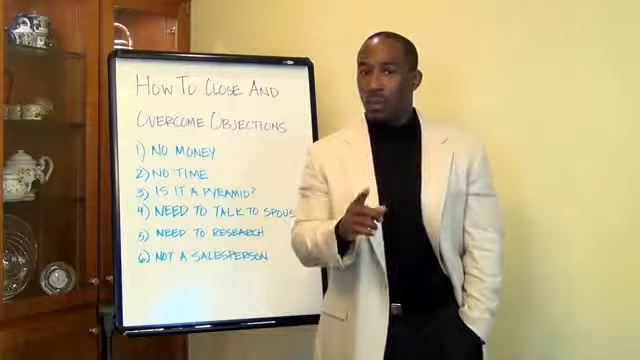 HOW TO CLOSE AND
OVERCOME OBJECTIONS
1) NO MONEY
2) NO TIME
3) IS IT A PYRAMID?
4) NEED TO TALK TO SPOUS
5) NEED TO RESEARCH
6) NOT A SALESPERSON